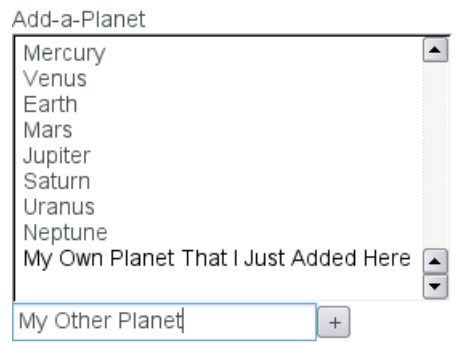 Add-a-Planet
Mercury
Venus
Earth
Mars
Jupiter
Saturn
Uranus
Neptune
My Own Planet That I Just Added Here
My Other Planet
+